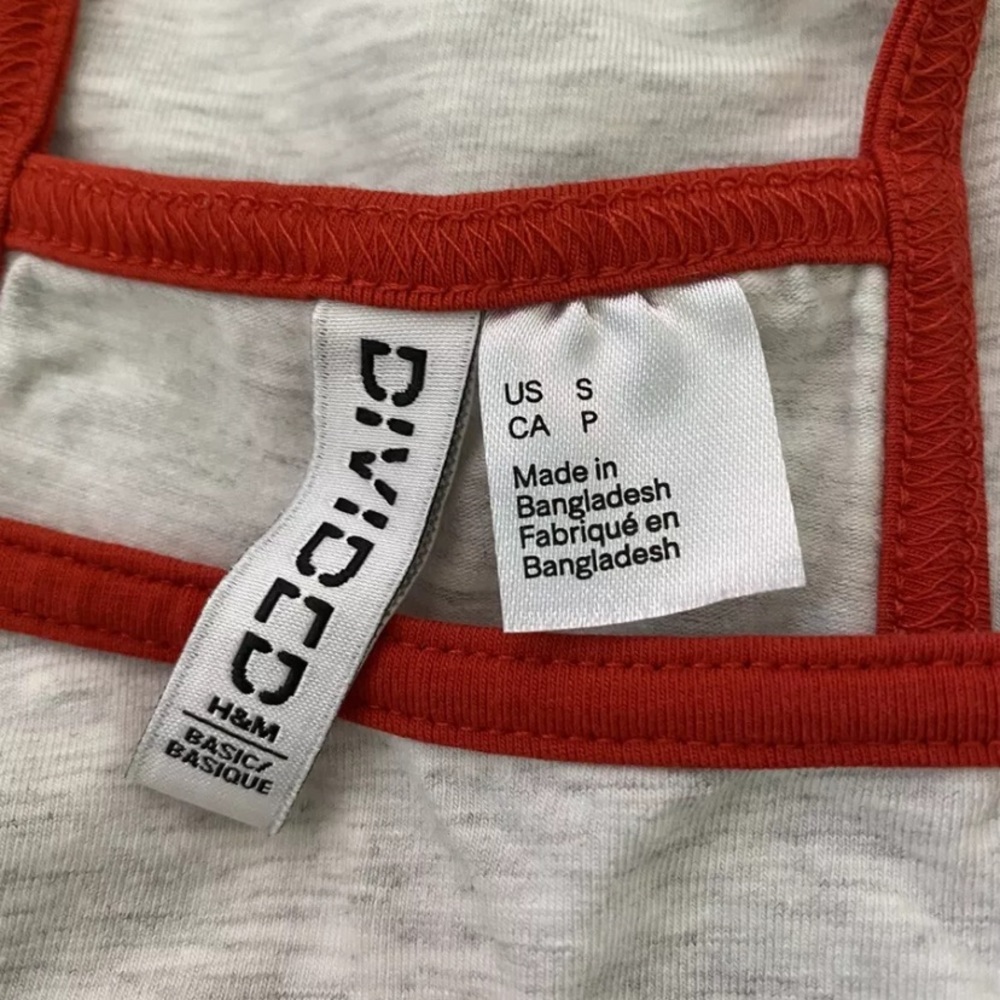 DIVIDED
H&M
BASIC/
BASIQUE
US S
CA P
Made in
Bangladesh
Fabriqué en
Bangladesh